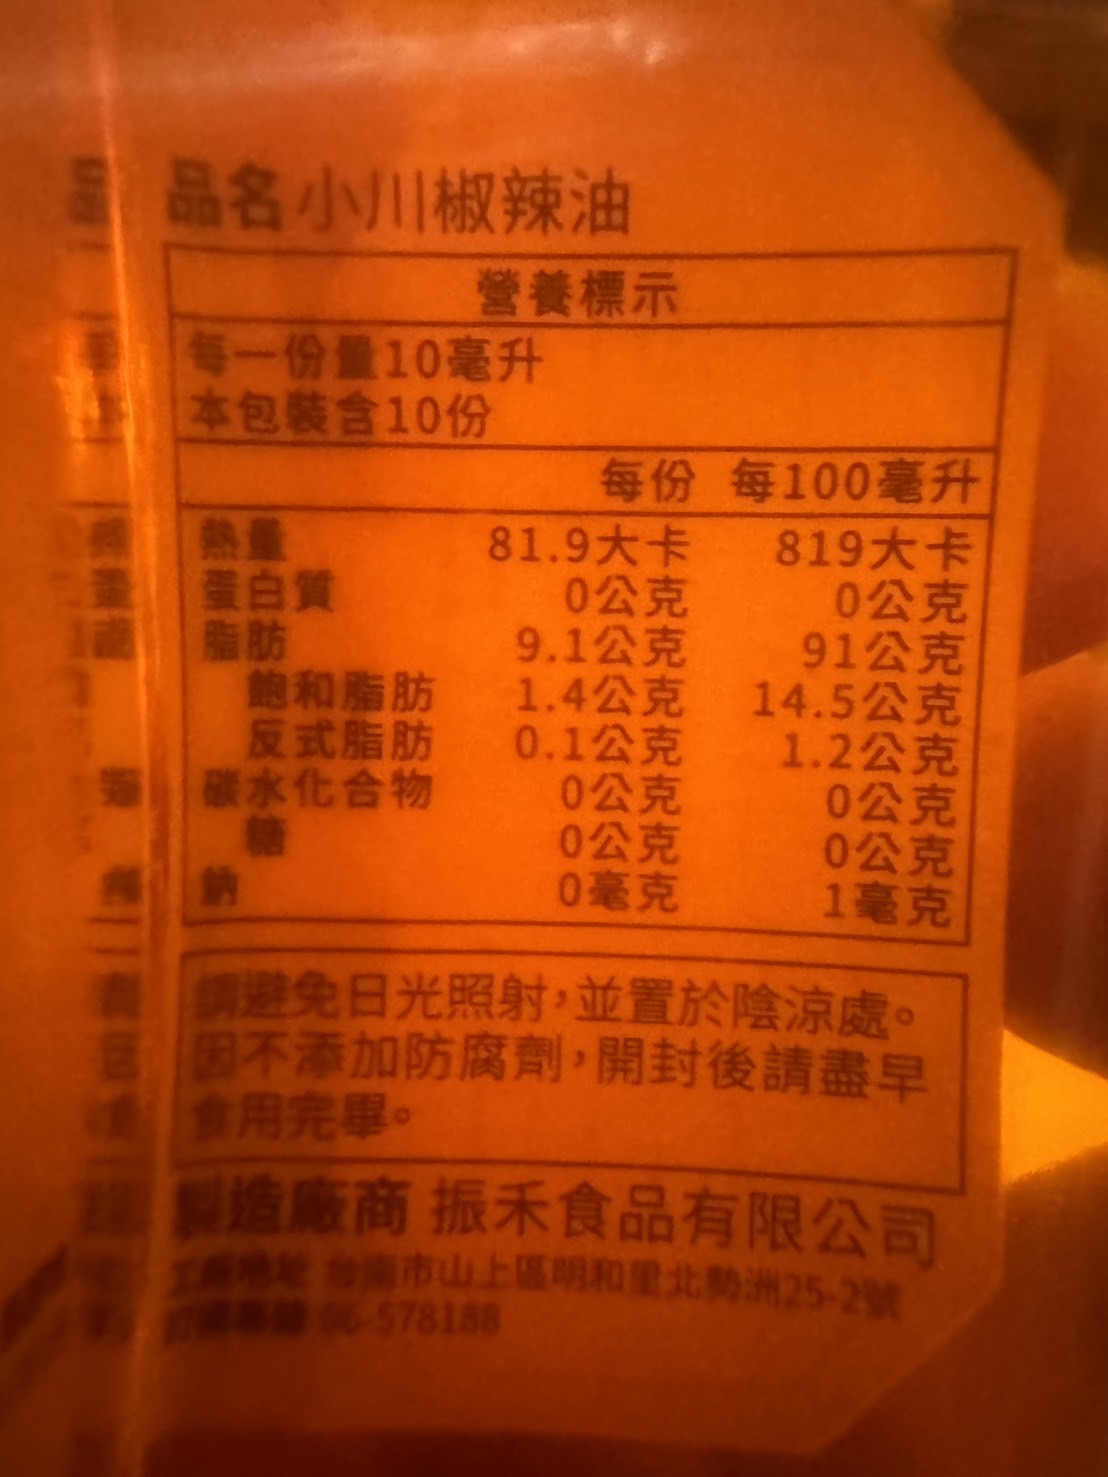 品名 小川椒辣油
營養標示
每一份量10毫升
本包裝含10份
每份 每100毫升
熱量 81.9大卡 819大卡
蛋白質 0公克 0公克
脂肪 9.1公克 91公克
飽和脂肪 1.4公克 14.5公克
反式脂肪 0.1公克 1.2公克
碳水化合物 0公克 0公克
糖 0公克 0公克
鈉 0毫克 1毫克
請避免日光照射，並置於陰涼處。
因不添加防腐劑，開封後請盡早
食用完畢。
製造廠商 振禾食品有限公司
工廠地址 台南市山上區明和里北勢洲25-2號
06-578188